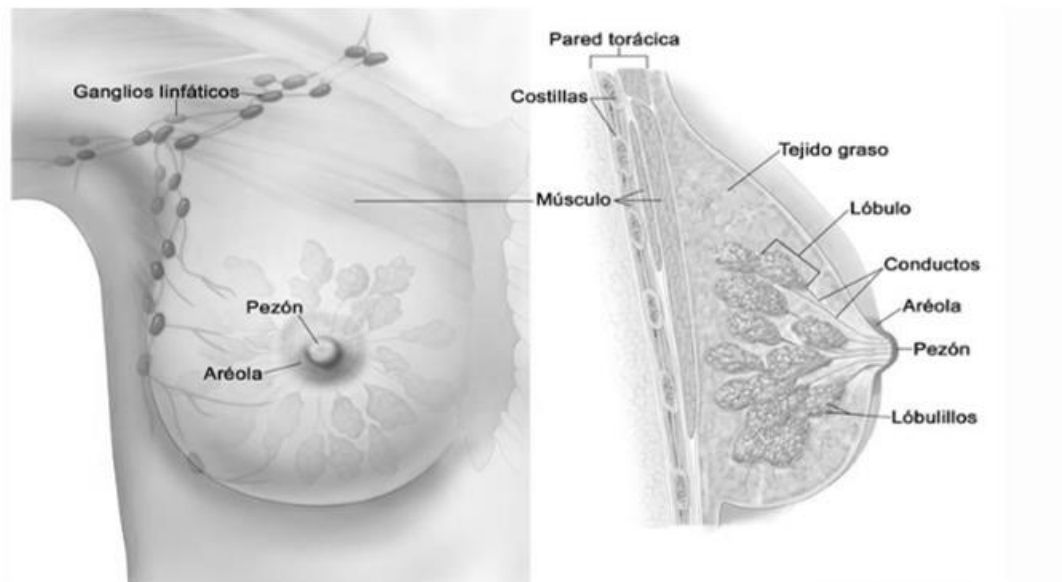 Ganglios linfáticos
Pezón
Aréola
Pared torácica
Costillas
Músculo
Tejido graso
Lóbulo
Conductos
Aréola
Pezón
Lóbulillos